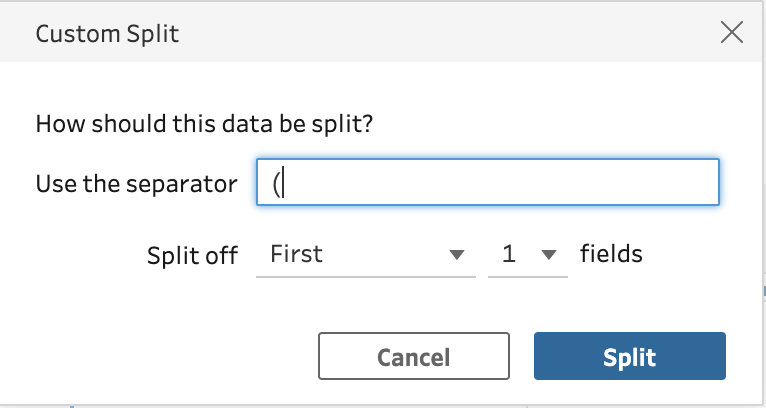 Custom Split
How should this data be split?
Use the separator (
Split off First 1 fields
Cancel Split